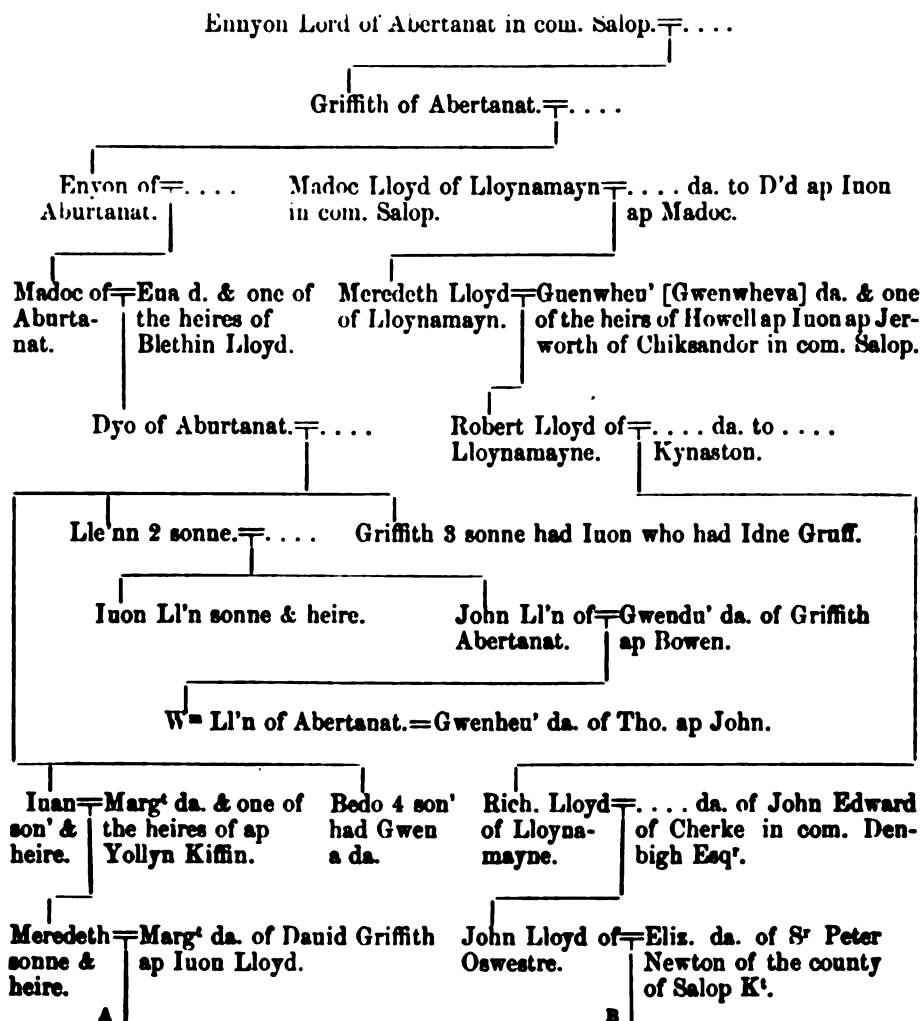 Ennyon Lord of Abertanat in com. Salop.=. . . .
Griffith of Abertanat.=. . . .
Enyon of=. . . .
Aburtanat.
Madoc Lloyd of Lloynamayn=. . . . da. to D'd ap Iuon
in com. Salop.
ap Madoc.
Madoc of=Eua d. & one of
Aburta-
the heires of
nat.
Blethin Lloyd.
Meredeth Lloyd=Guenwheu' [Gwenwheva] da. & one
of Lloynamayn.
of the heirs of Howell ap Iuon ap Jer-
worth of Chiksandor in com. Salop.
Dyo of Aburtanat.=. . . .
Robert Lloyd of=. . . . da. to . . . .
Lloynamayne.
Kynaston.
Lle'nn 2 sonne.=. . . .
Griffith 3 sonne had Iuon who had Idne Gruff.
Iuon Ll'n sonne & heire.
John Ll'n of=Gwendu' da. of Griffith
Abertanat.
ap Bowen.
Wm Ll'n of Abertanat.=Gwenheu' da. of Tho. ap John.
Iuan=Margt da. & one of
son' &
the heires of ap
heire.
Yollyn Kiffin.
Bedo 4 son'
had Gwen
a da.
Rich. Lloyd=. . . . da. of John Edward
of Lloyna-
of Cherke in com. Den-
mayne.
bigh Esqr.
Meredeth=Margt da. of Dauid Griffith
sonne &
ap Iuon Lloyd.
heire.
John Lloyd of=Eliz. da. of Sr Peter
Oswestre.
Newton of the county
of Salop Kt.
A
B